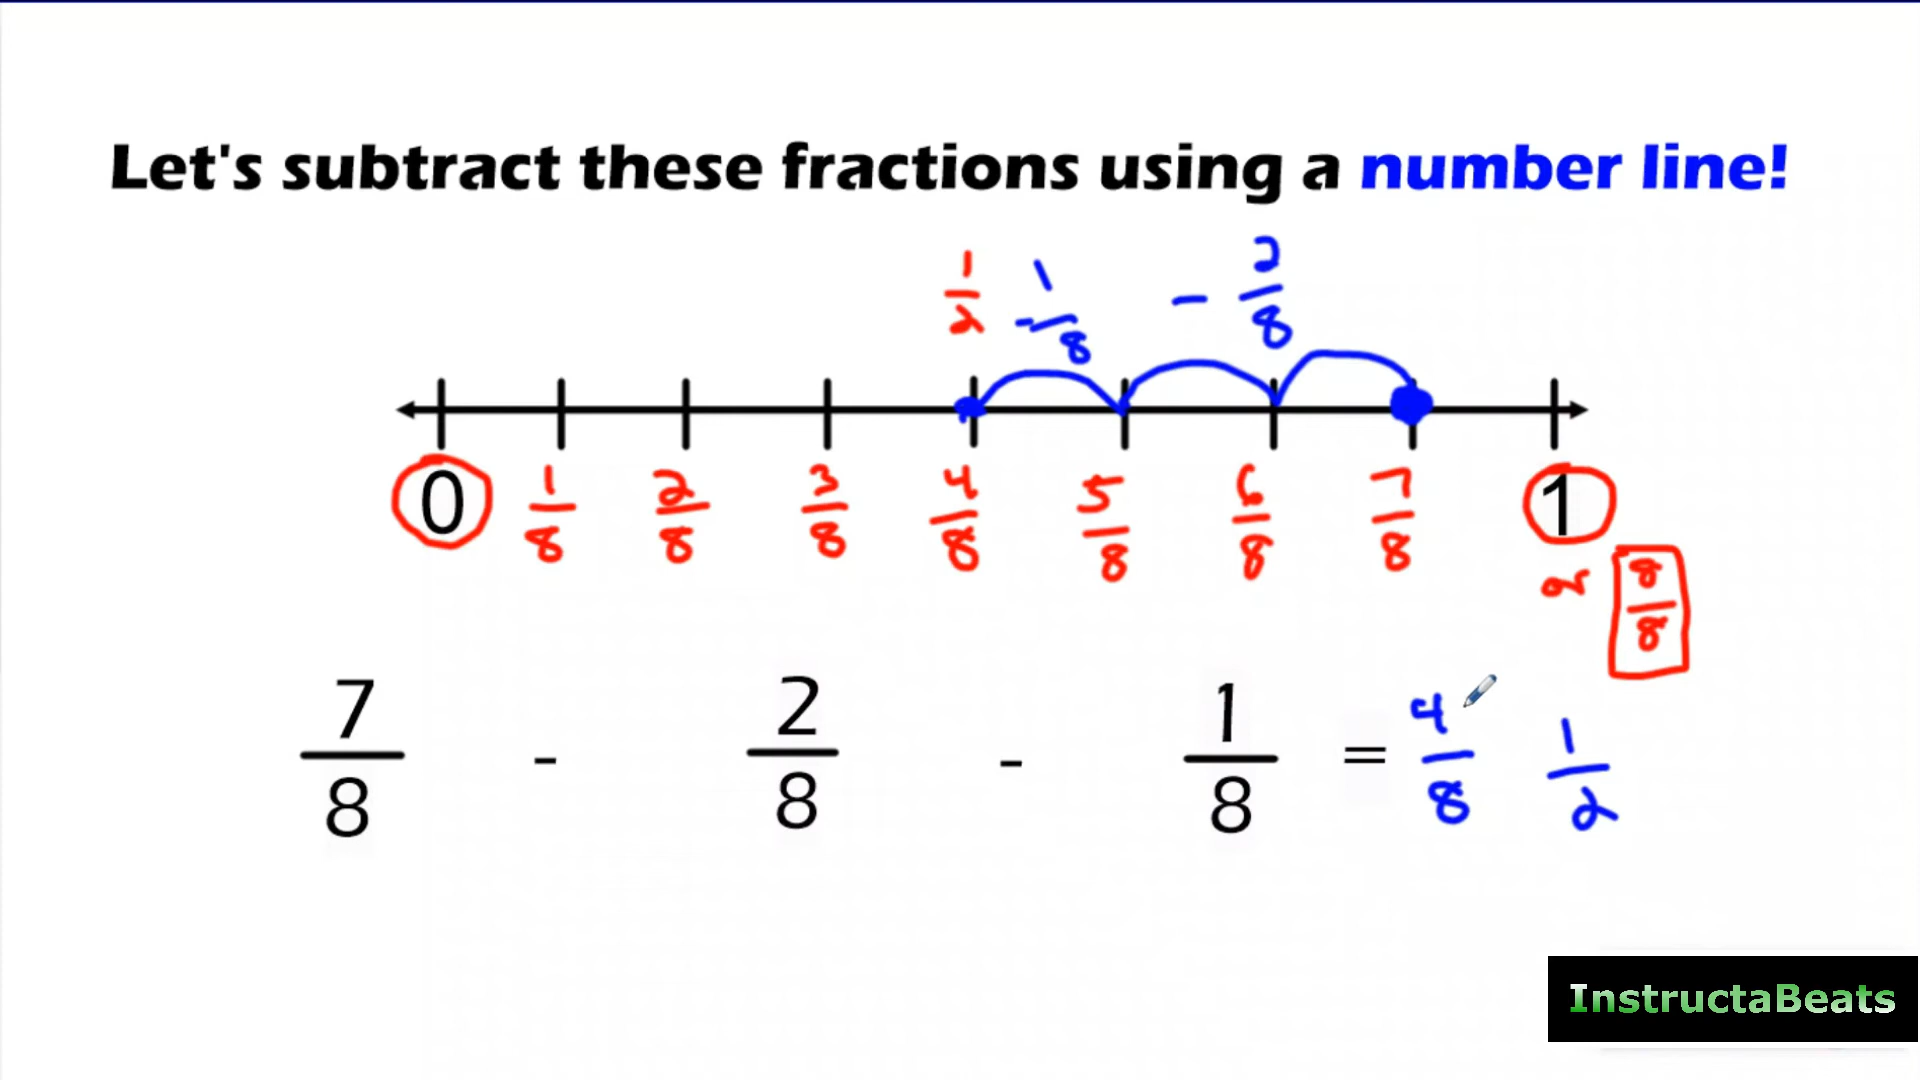 Let's subtract these fractions using a number line!
1/2 -1/8 - 2/8
0 1/8 2/8 3/8 4/8 5/8 6/8 7/8 1
or 8/8
7/8 - 2/8 - 1/8 = 4/8 1/2
InstructaBeats